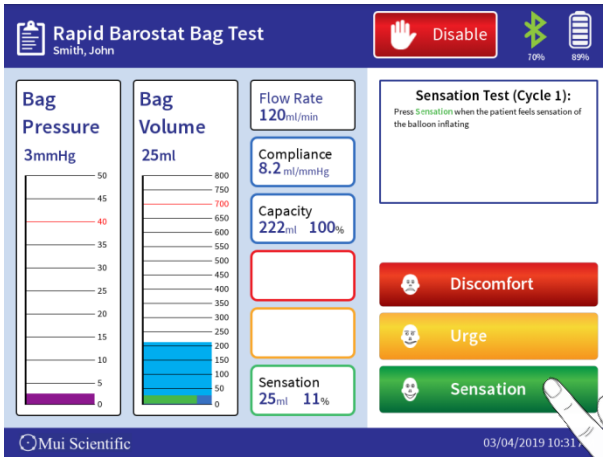 Rapid Barostat Bag Test
Smith, John
Disable
70%
89%
Bag
Pressure
3mmHg
50
45
40
35
30
25
20
15
10
5
0
Bag
Volume
25ml
800
750
700
650
600
550
500
450
400
350
300
250
200
150
100
50
0
Flow Rate
120ml/min
Compliance
8.2 ml/mmHg
Capacity
222ml 100%
Sensation
25ml 11%
Sensation Test (Cycle 1):
Press Sensation when the patient feels sensation of
the balloon inflating
Discomfort
Urge
Sensation
Mui Scientific
03/04/2019 10:31